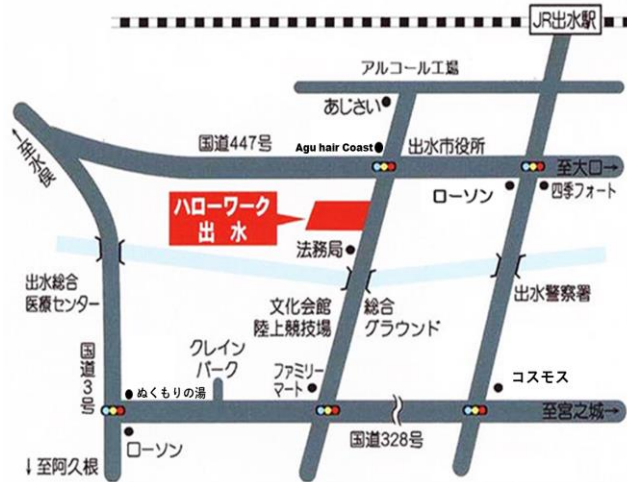 JR出水駅
アルコール工場
あじさい
国道447号
Agu hair Coast
出水市役所
至大口→
←至水俣
ローソン
四季フォート
ハローワーク
出水
法務局
出水総合
医療センター
文化会館
陸上競技場
総合
グラウンド
出水警察署
国道3号
クレイン
パーク
ファミリー
マート
コスモス
ぬくもりの湯
至宮之城→
国道328号
ローソン
↓至阿久根